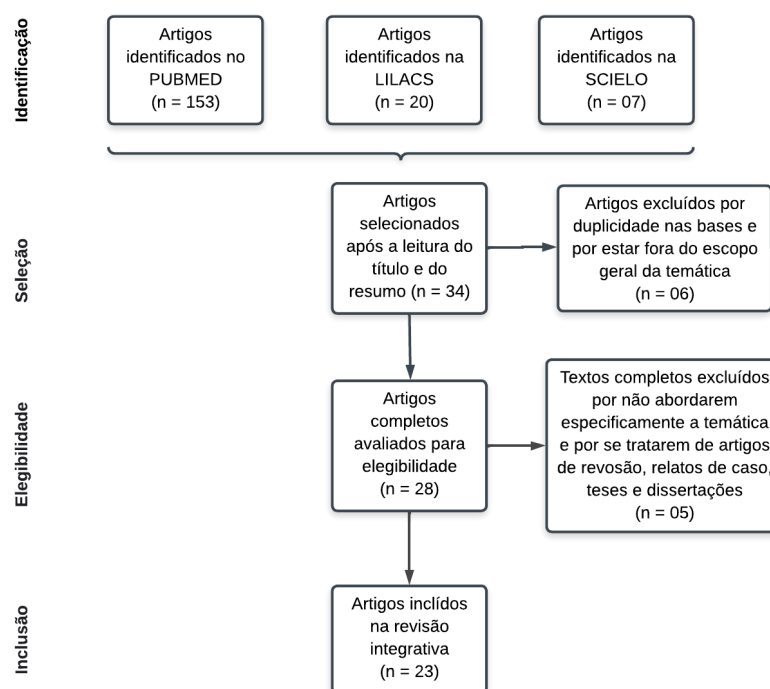 Identificação
Artigos
identificados no
PUBMED
(n = 153)
Artigos
identificados na
LILACS
(n = 20)
Artigos
identificados na
SCIELO
(n = 07)
Seleção
Artigos
selecionados
após a leitura do
título e do
resumo (n = 34)
Artigos excluídos por
duplicidade nas bases e
por estar fora do escopo
geral da temática
(n = 06)
Elegibilidade
Artigos
completos
avaliados para
elegibilidade
(n = 28)
Textos completos excluídos
por não abordarem
especificamente a temática
e por se tratarem de artigos
de revosão, relatos de caso,
teses e dissertações
(n = 05)
Inclusão
Artigos inclídos
na revisão
integrativa
(n = 23)